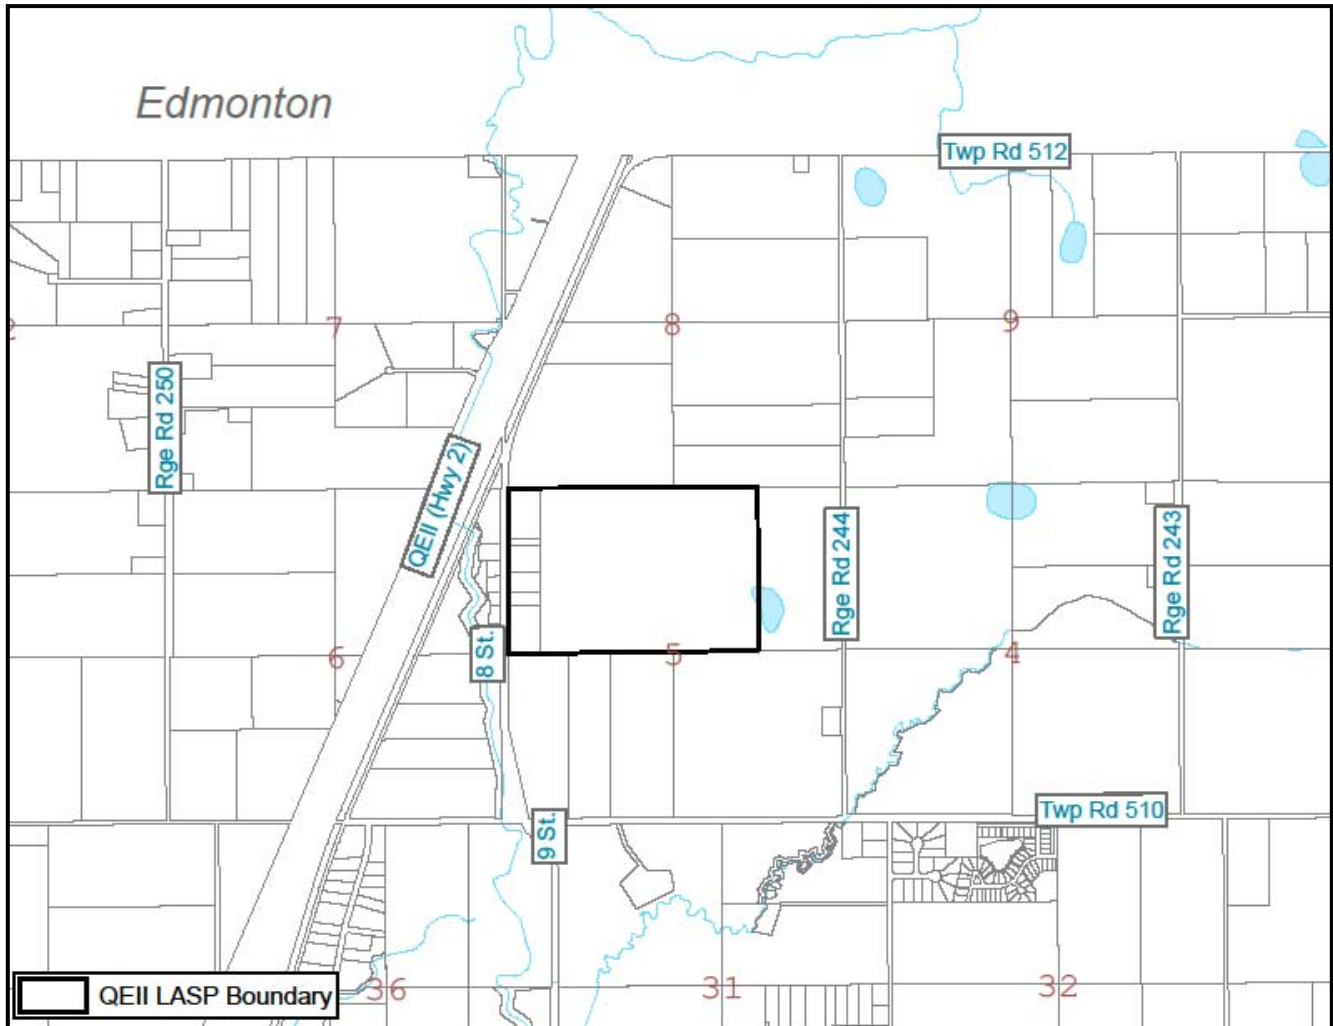 Edmonton
Twp Rd 512
7
8
9
2
Rge Rd 250
QEII (Hwy 2)
Rge Rd 244
Rge Rd 243
8 St.
6
5
4
Twp Rd 510
9 St.
QEII LASP Boundary
36
31
32